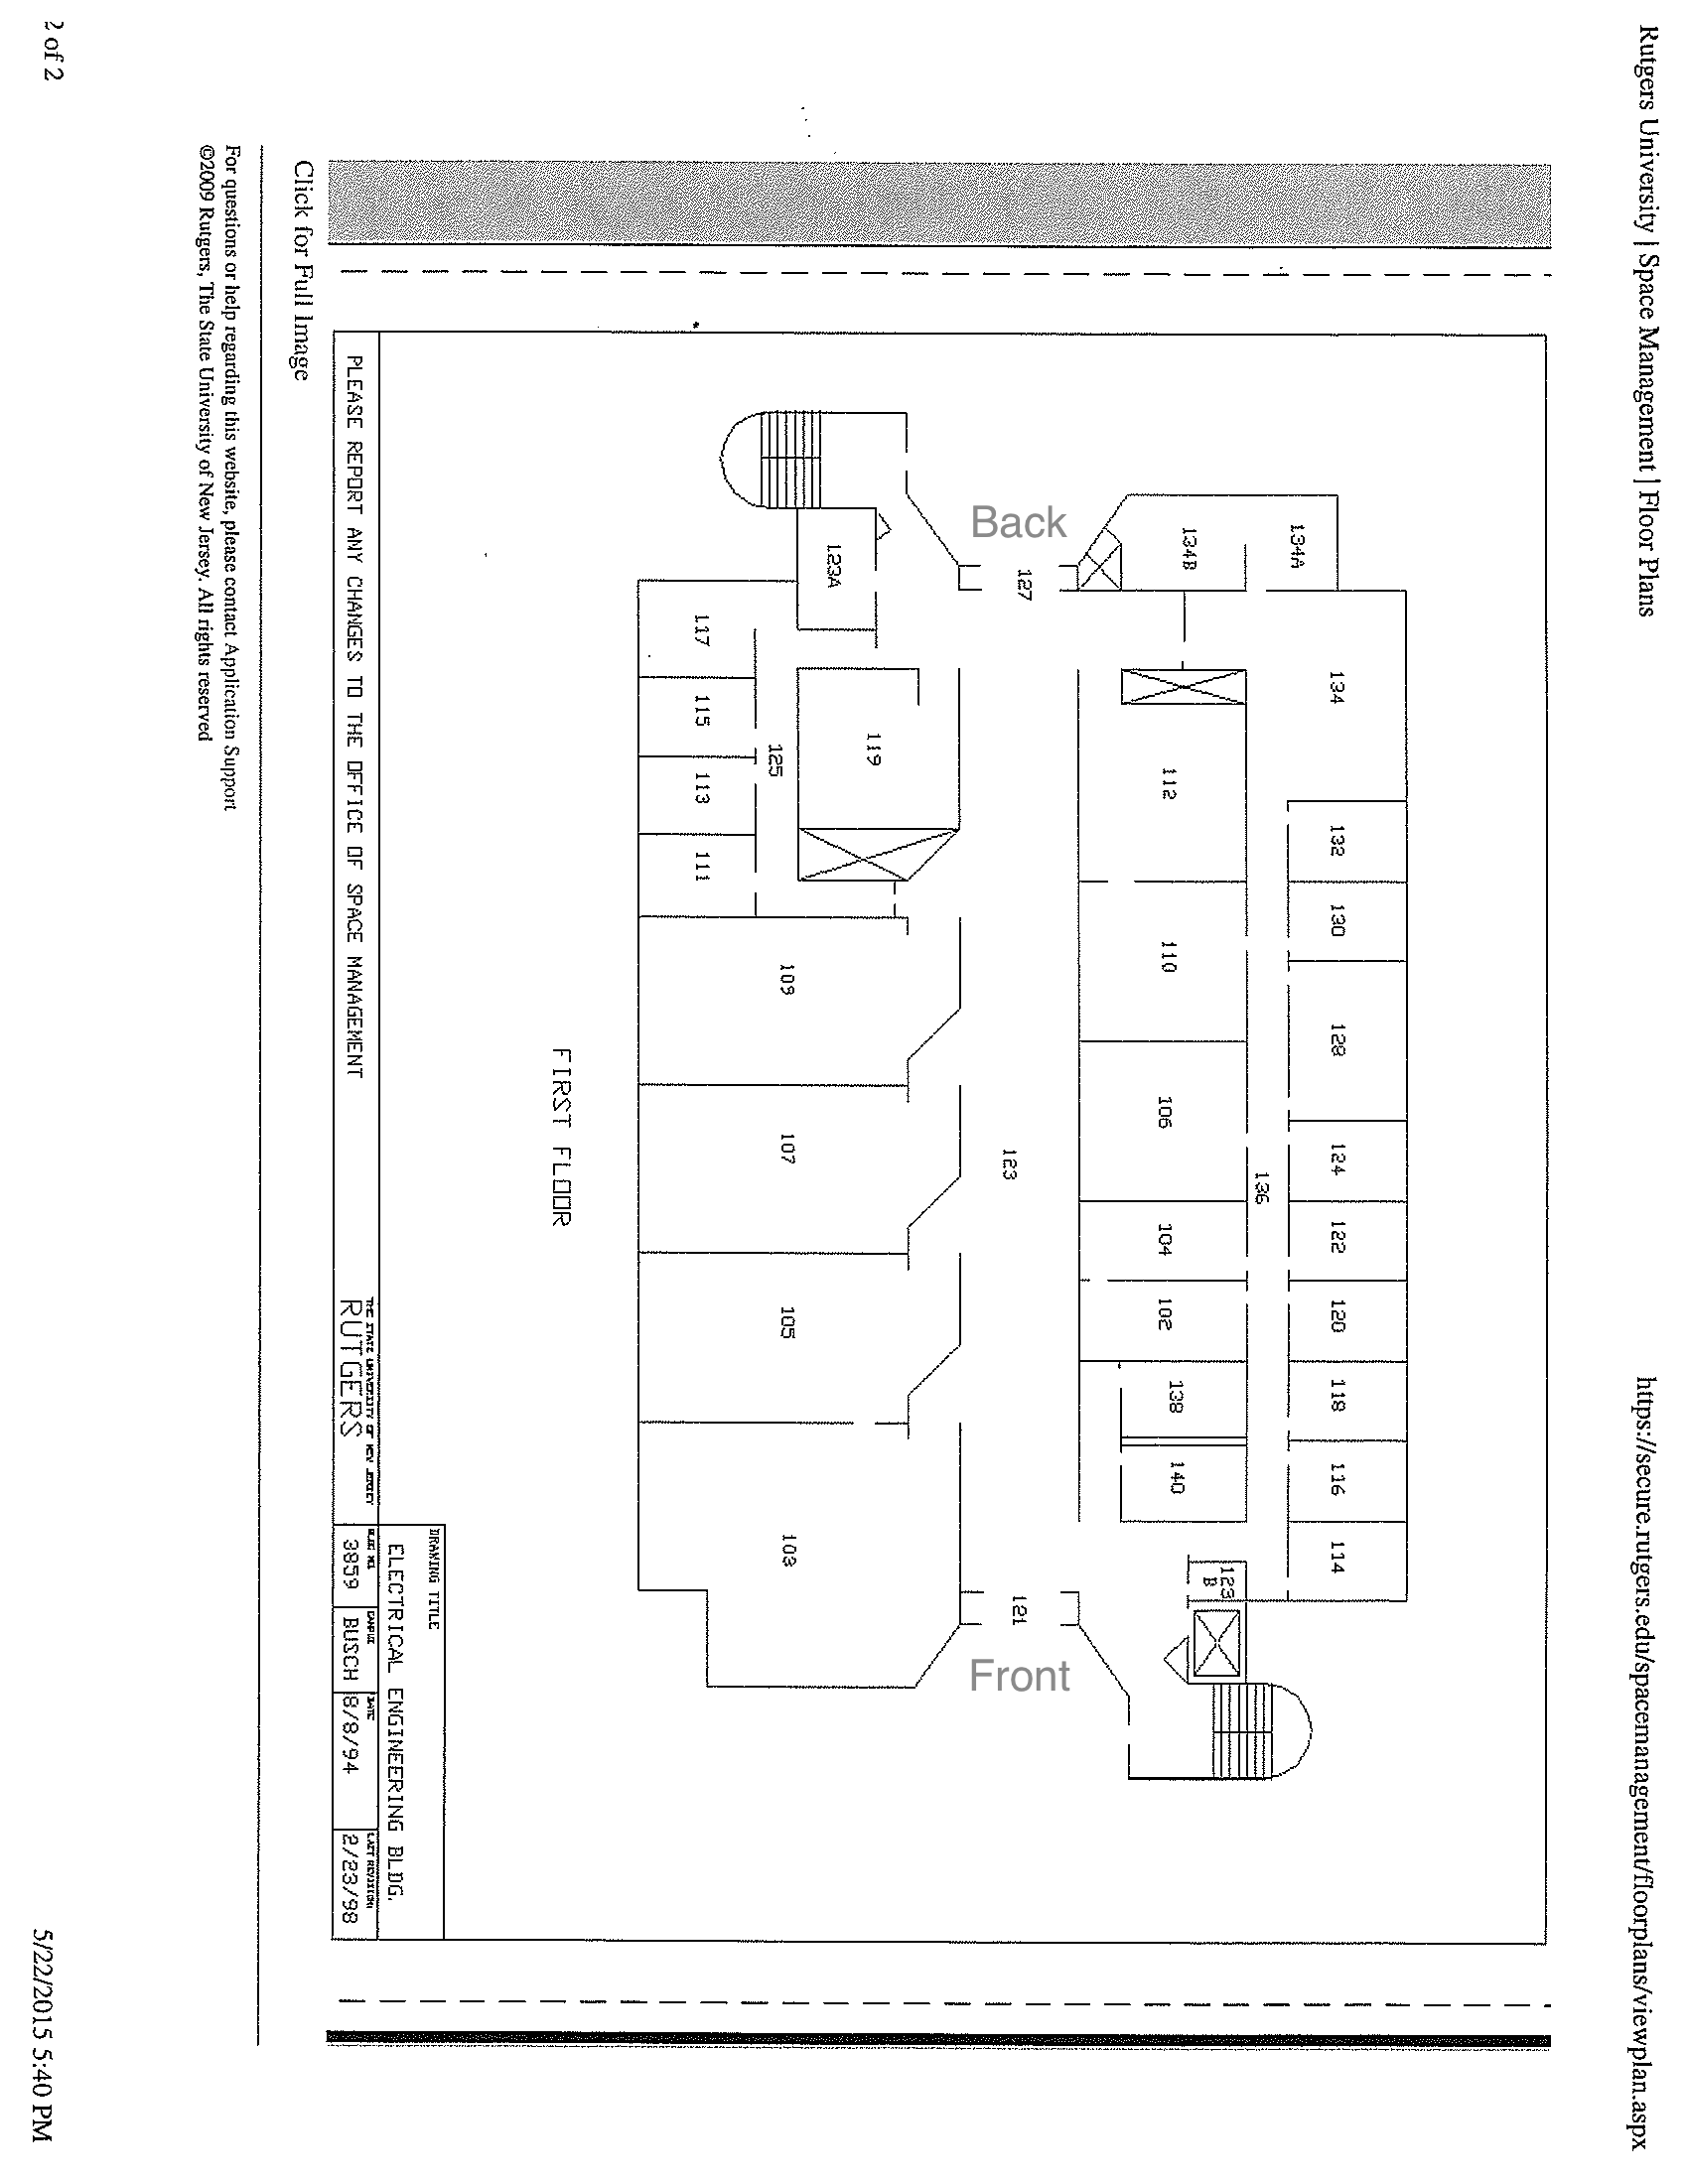 Rutgers University | Space Management | Floor Plans
https://secure.rutgers.edu/spacemanagement/floorplans/viewplan.aspx
134A
134B
134
132
130
128
124
122
120
118
116
114
136
112
110
106
104
102
138
140
123
B
Back
127
123
121
Front
123A
119
125
117
115
113
111
109
107
105
103
FIRST FLOOR
DRAWING TITLE
ELECTRICAL ENGINEERING BLDG.
PLEASE REPORT ANY CHANGES TO THE OFFICE OF SPACE MANAGEMENT
THE STATE UNIVERSITY OF NEW JERSEY
RUTGERS
BLDG NO.
3859
CAMPUS
BUSCH
DATE
8/8/94
LAST REVISION
2/23/98
Click for Full Image
For questions or help regarding this website, please contact Application Support
©2009 Rutgers, The State University of New Jersey. All rights reserved
2 of 2
5/22/2015 5:40 PM